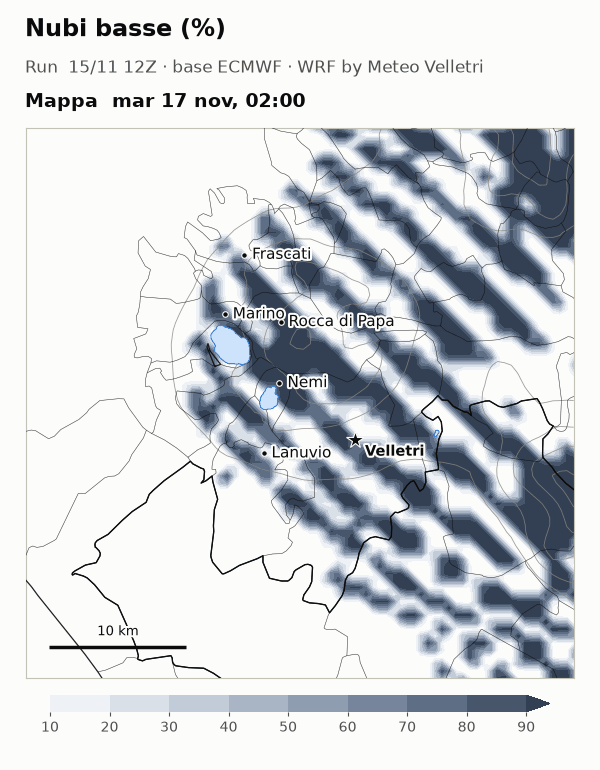 Nubi basse (%)
Run  15/11 12Z · base ECMWF · WRF by Meteo Velletri
Mappa  mar 17 nov, 02:00
Frascati
Marino
Rocca di Papa
Nemi
Velletri
Lanuvio
10 km
10 20 30 40 50 60 70 80 90